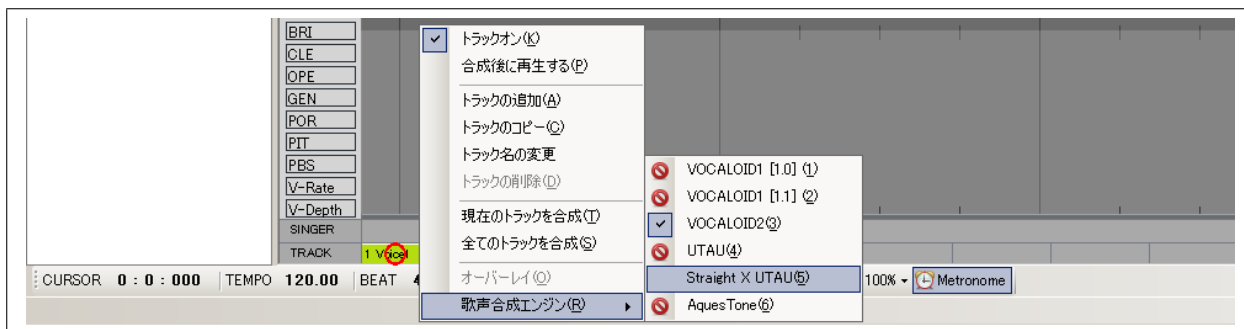 BRI
CLE
OPE
GEN
POR
PIT
PBS
V-Rate
V-Depth
SINGER
TRACK
1 Voice1
トラックオン(K)
合成後に再生する(P)
トラックの追加(A)
トラックのコピー(C)
トラック名の変更
トラックの削除(D)
現在のトラックを合成(T)
全てのトラックを合成(S)
オーバーレイ(O)
歌声合成エンジン(R)
VOCALOID1 [1.0] (1)
VOCALOID1 [1.1] (2)
VOCALOID2(3)
UTAU(4)
Straight X UTAU(5)
AquesTone(6)
CURSOR 0 : 0 : 000 TEMPO 120.00 BEAT 4 100% Metronome